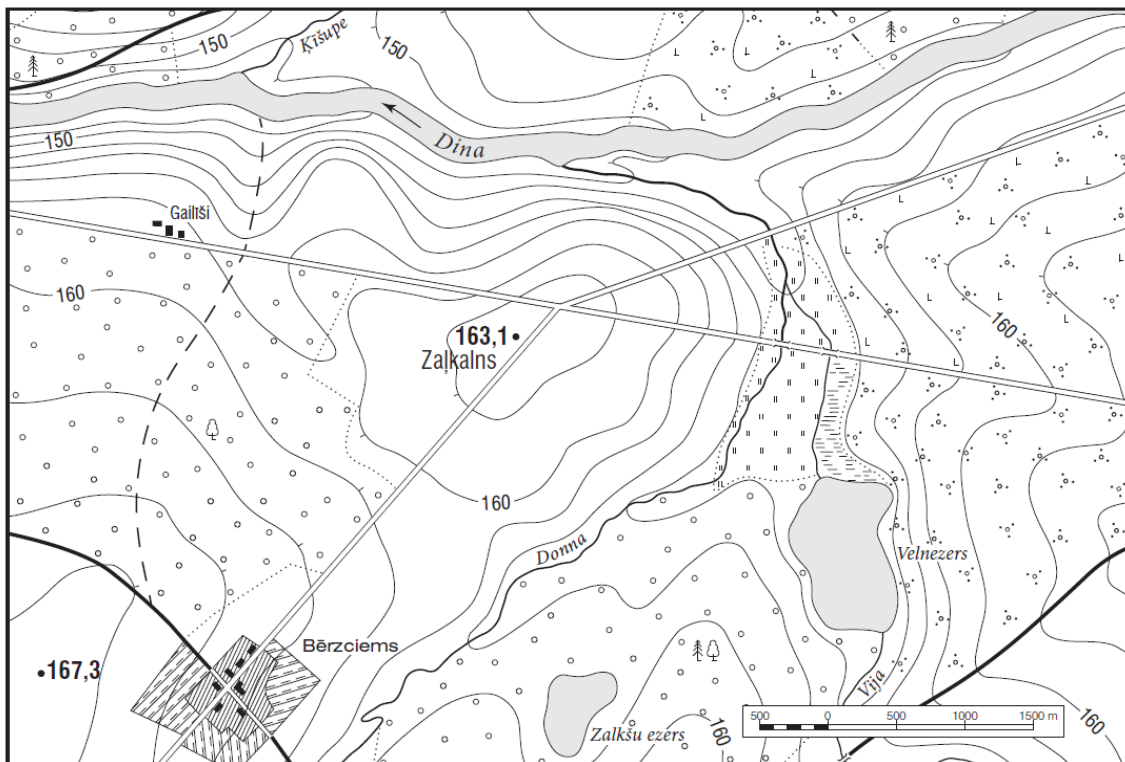 150
Ķīšupe
150
Dina
150
Gailīši
160
163,1
Zaļkalns
160
160
Donna
Velnezers
Bērzciems
167,3
Vija
Zalkšu ezers
160
160
500 0 500 1000 1500 m